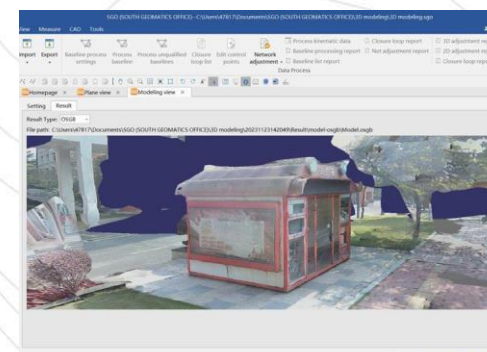 SGO (SOUTH GEOMATICS OFFICE) - C:\Users\47817\Documents\SGO (SOUTH GEOMATICS OFFICE)\3D modeling\3D modeling.sgo
View Measure CAD Tools
Import Export Baseline process settings Process baseline Process unqualified baselines Closure loop list Edit control points Network adjustment
Process kinematic data Closure loop report 3D adjustment report
Baseline processing report Net adjustment report 2D adjustment report
Baseline list report Closure loop report
Data Process
Homepage × Plane view × Modeling view ×
Setting Result
Result Type: OSGB
File path: C:\Users\47817\Documents\SGO (SOUTH GEOMATICS OFFICE)\3D modeling\20231123142049\Result\model-osgb\Model.osgb